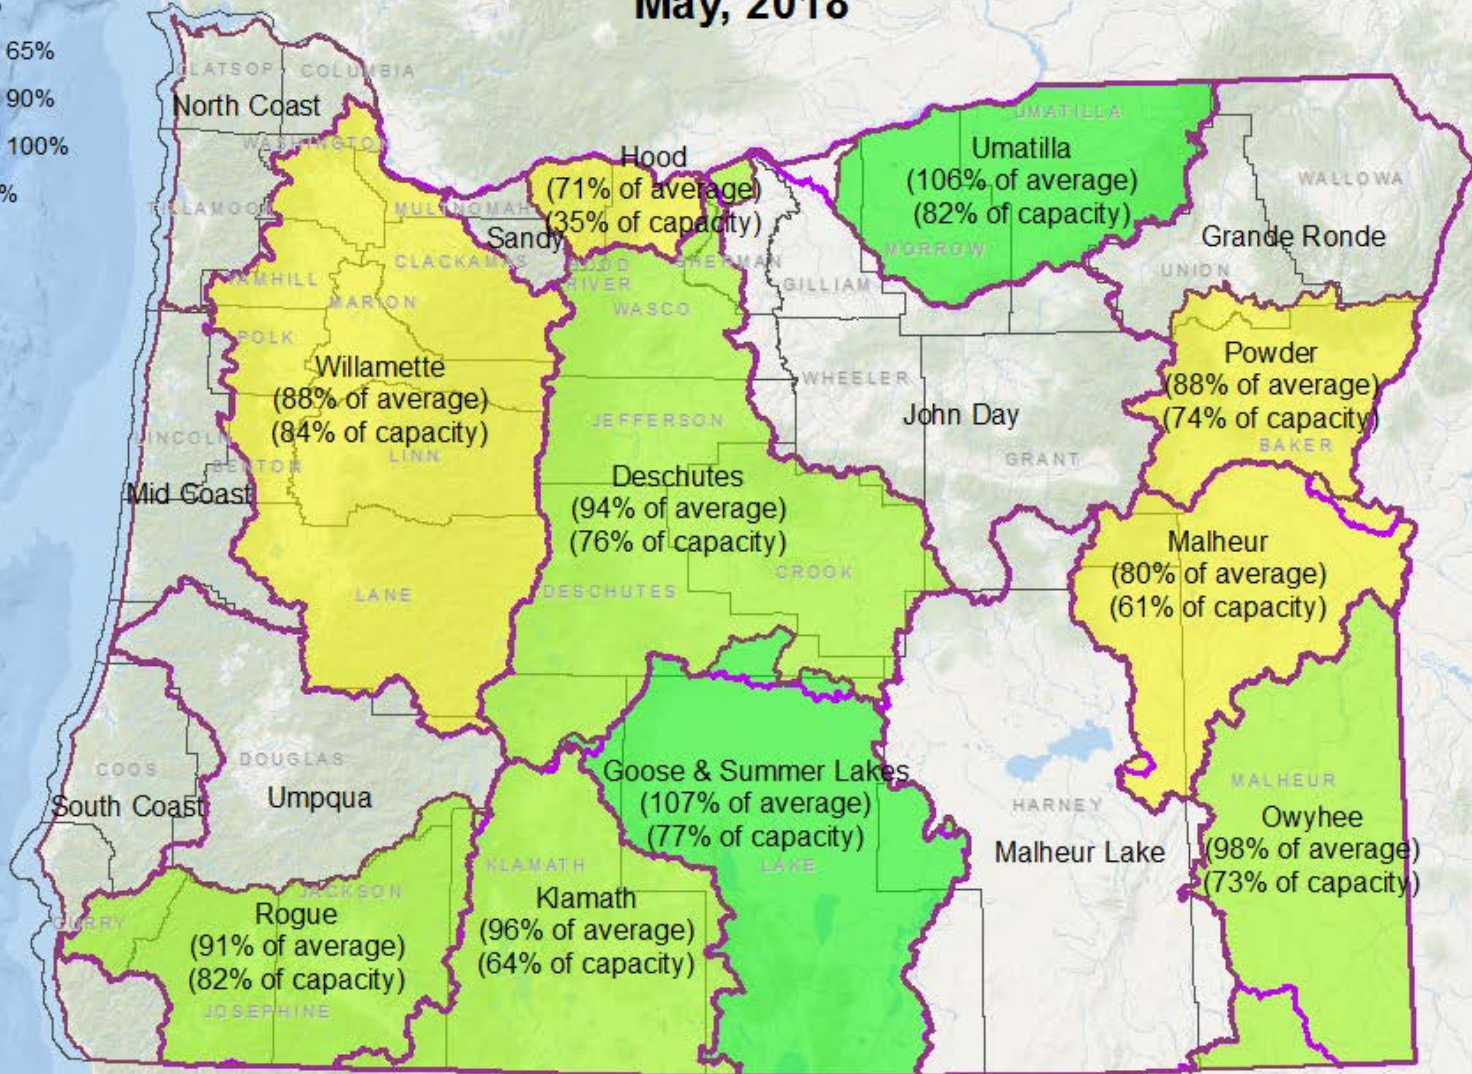 May, 2018
65%
90%
100%
%
CLATSOP
COLUMBIA
North Coast
WASHINGTON
TILLAMOOK
MULTNOMAH
Hood
(71% of average)
(35% of capacity)
Sandy
HOOD
RIVER
SHERMAN
UMATILLA
Umatilla
(106% of average)
(82% of capacity)
MORROW
WALLOWA
Grande Ronde
UNION
GILLIAM
YAMHILL
CLACKAMAS
MARION
WASCO
POLK
Willamette
(88% of average)
(84% of capacity)
LINN
LINCOLN
BENTON
Mid Coast
JEFFERSON
WHEELER
John Day
GRANT
Powder
(88% of average)
(74% of capacity)
BAKER
Deschutes
(94% of average)
(76% of capacity)
CROOK
DESCHUTES
LANE
Malheur
(80% of average)
(61% of capacity)
COOS
South Coast
DOUGLAS
Umpqua
Goose & Summer Lakes
(107% of average)
(77% of capacity)
LAKE
HARNEY
Malheur Lake
MALHEUR
Owyhee
(98% of average)
(73% of capacity)
CURRY
JACKSON
Rogue
(91% of average)
(82% of capacity)
JOSEPHINE
KLAMATH
Klamath
(96% of average)
(64% of capacity)